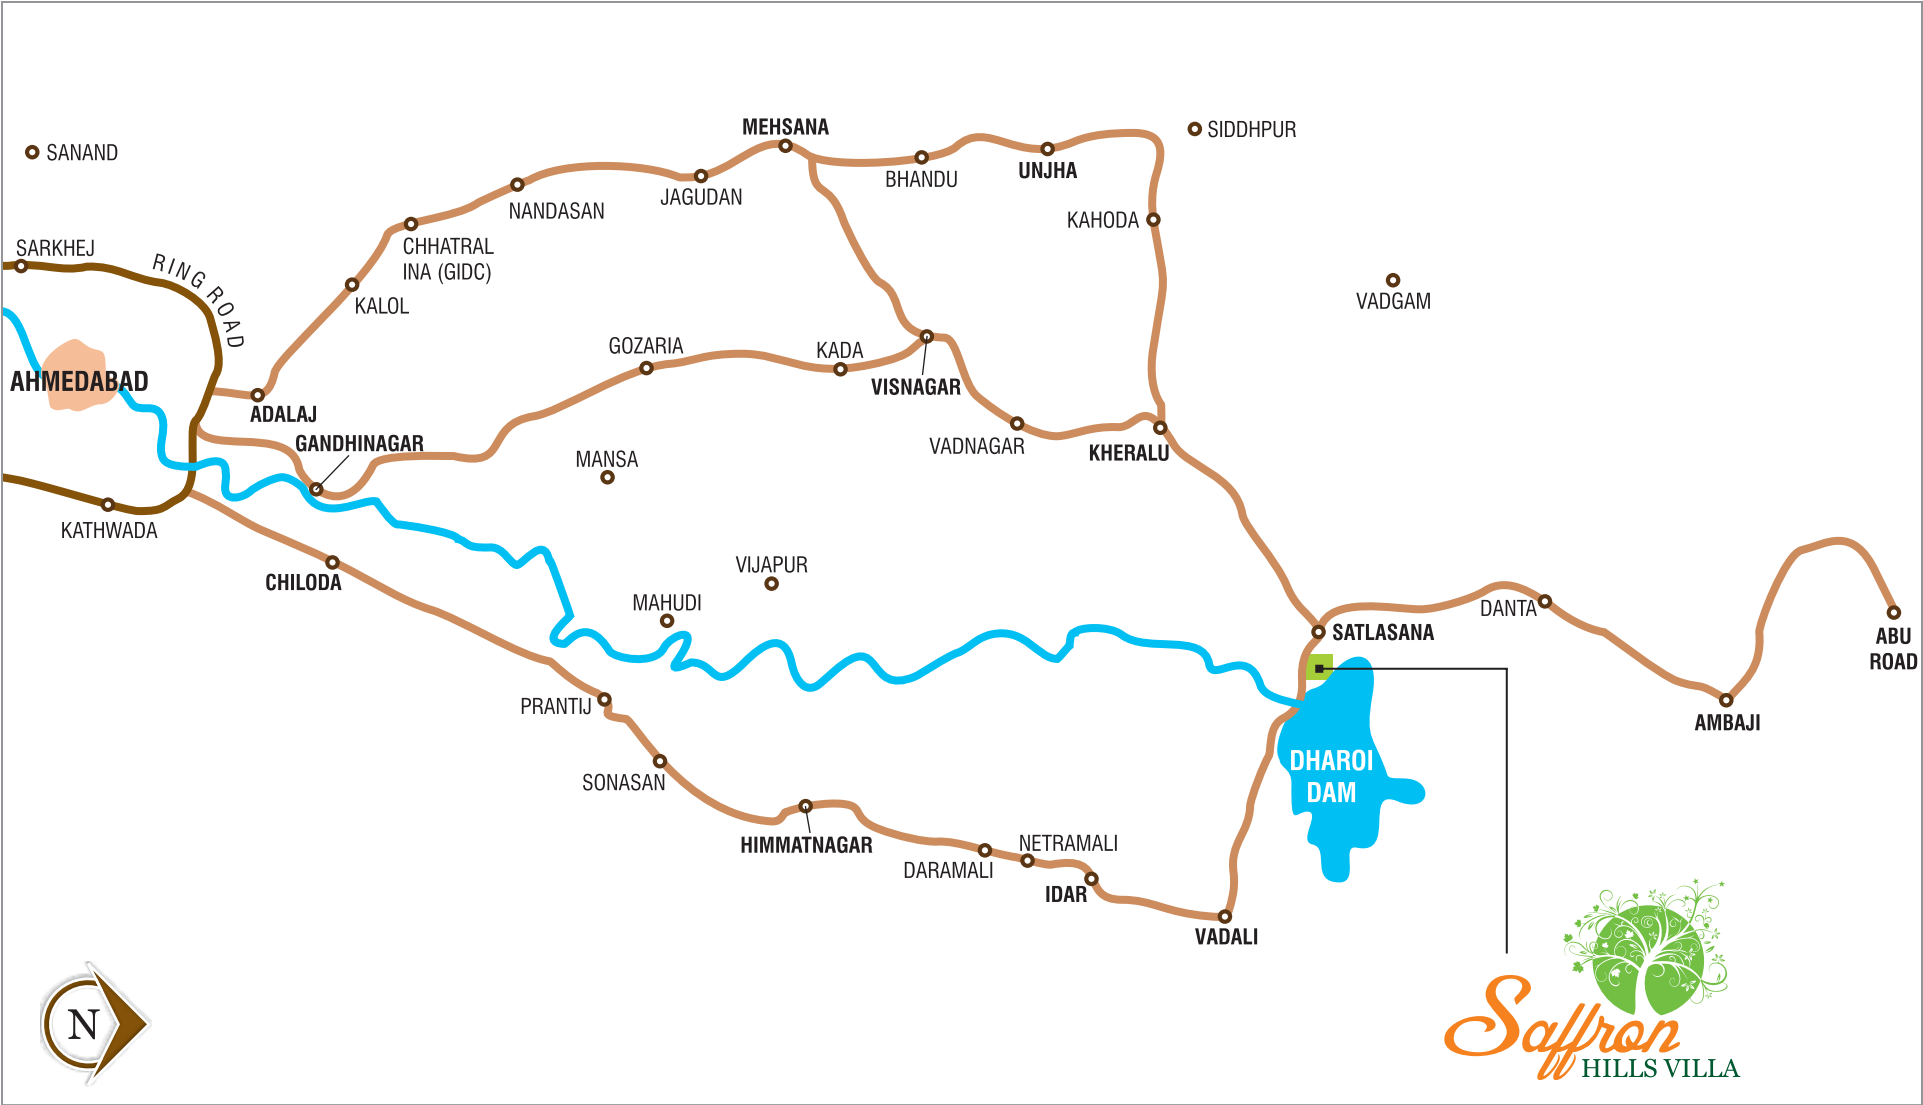 MEHSANA
SIDDHPUR
SANAND
UNJHA
BHANDU
JAGUDAN
NANDASAN
KAHODA
SARKHEJ
RING ROAD
CHHATRAL
INA (GIDC)
KALOL
VADGAM
GOZARIA
KADA
AHMEDABAD
VISNAGAR
ADALAJ
GANDHINAGAR
VADNAGAR
KHERALU
MANSA
KATHWADA
VIJAPUR
CHILODA
MAHUDI
DANTA
SATLASANA
ABU
ROAD
PRANTIJ
AMBAJI
DHAROI
DAM
SONASAN
HIMMATNAGAR
NETRAMALI
DARAMALI
IDAR
VADALI
N
Saffron
HILLS VILLA